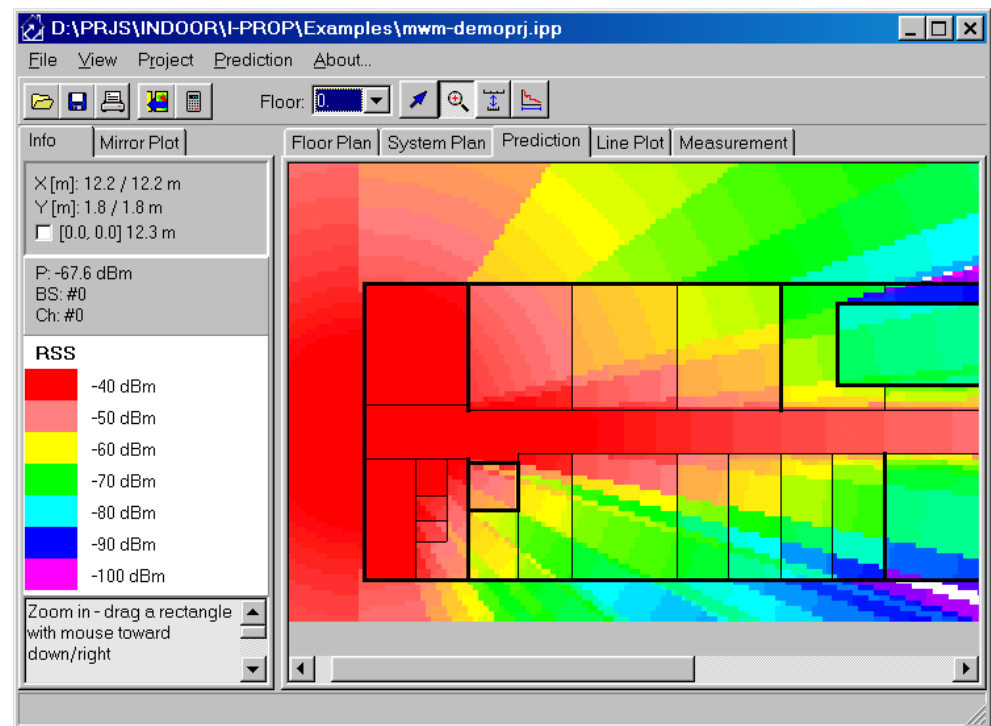 D:\PRJS\INDOOR\I-PROP\Examples\mwm-demoprj.ipp
File View Project Prediction About...
Floor: 0.
Info Mirror Plot
Floor Plan System Plan Prediction Line Plot Measurement
X [m]: 12.2 / 12.2 m
Y [m]: 1.8 / 1.8 m
[0.0, 0.0] 12.3 m
P: -67.6 dBm
BS: #0
Ch: #0
RSS
-40 dBm
-50 dBm
-60 dBm
-70 dBm
-80 dBm
-90 dBm
-100 dBm
Zoom in - drag a rectangle
with mouse toward
down/right